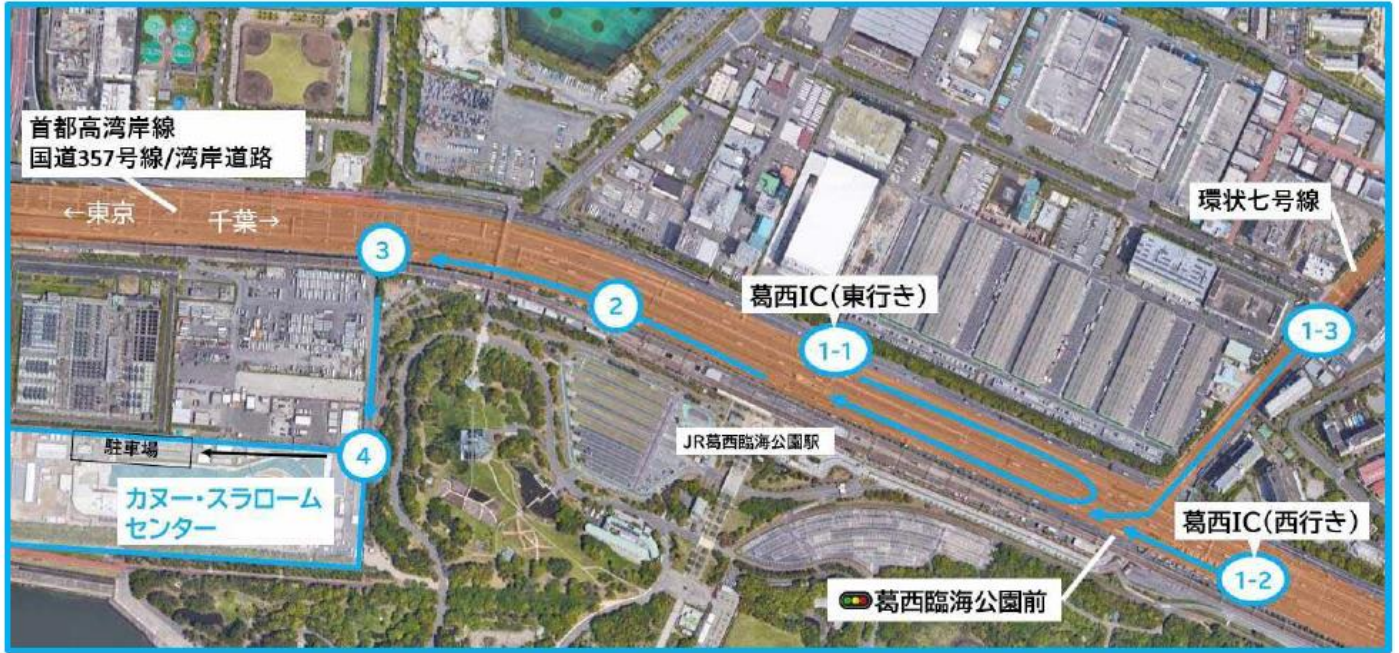 首都高湾岸線
国道357号線/湾岸道路
←東京
千葉→
環状七号線
3
2
葛西IC(東行き)
1-1
1-3
JR葛西臨海公園駅
駐車場
4
カヌー・スラローム
センター
葛西IC(西行き)
1-2
葛西臨海公園前